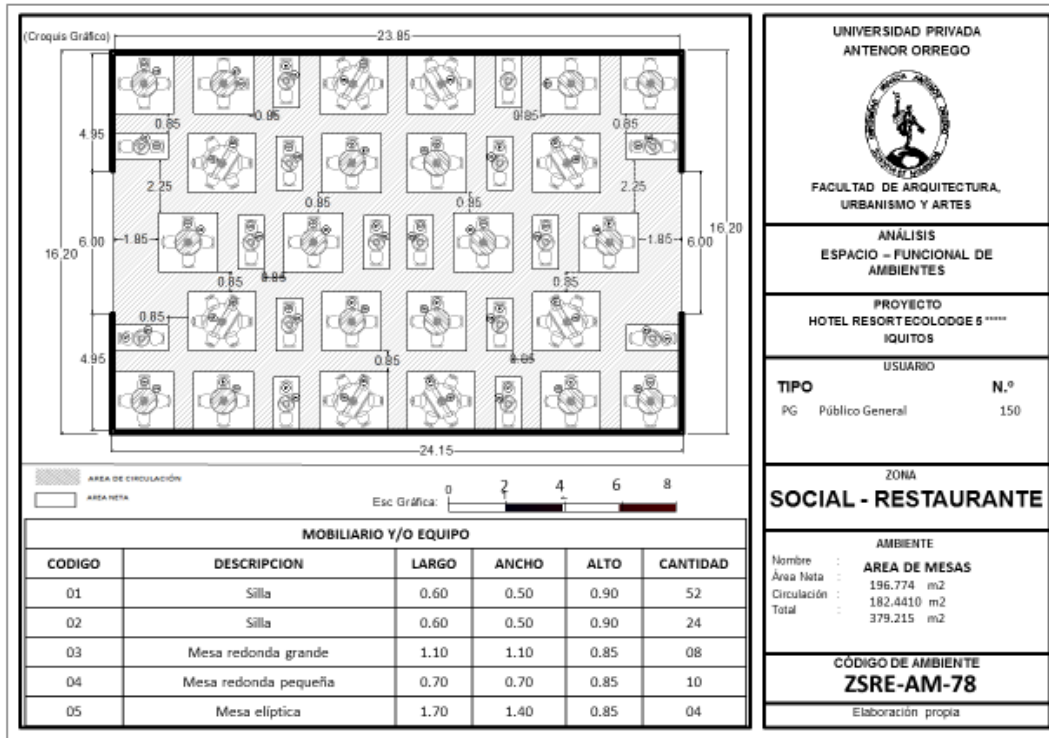 (Croquis Gráfico)
23.85
0.85
0.85
0.85
0.85
4.95
2.25
2.25
0.85
0.85
16.20
6.00
1.85
1.85
6.00
16.20
0.85
0.85
0.85
0.85
4.95
0.85
0.85
24.15
AREA DE CIRCULACIÓN
AREA NETA
Esc Gráfica:
0 2 4 6 8
MOBILIARIO Y/O EQUIPO
CODIGO DESCRIPCION LARGO ANCHO ALTO CANTIDAD
01 Silla 0.60 0.50 0.90 52
02 Silla 0.60 0.50 0.90 24
03 Mesa redonda grande 1.10 1.10 0.85 08
04 Mesa redonda pequeña 0.70 0.70 0.85 10
05 Mesa elíptica 1.70 1.40 0.85 04
UNIVERSIDAD PRIVADA
ANTENOR ORREGO
FACULTAD DE ARQUITECTURA,
URBANISMO Y ARTES
ANÁLISIS
ESPACIO – FUNCIONAL DE
AMBIENTES
PROYECTO
HOTEL RESORT ECOLODGE 5 *****
IQUITOS
USUARIO
TIPO N.º
PG Público General 150
ZONA
SOCIAL - RESTAURANTE
AMBIENTE
Nombre : AREA DE MESAS
Área Neta : 196.774 m2
Circulación : 182.4410 m2
Total : 379.215 m2
CÓDIGO DE AMBIENTE
ZSRE-AM-78
Elaboración propia